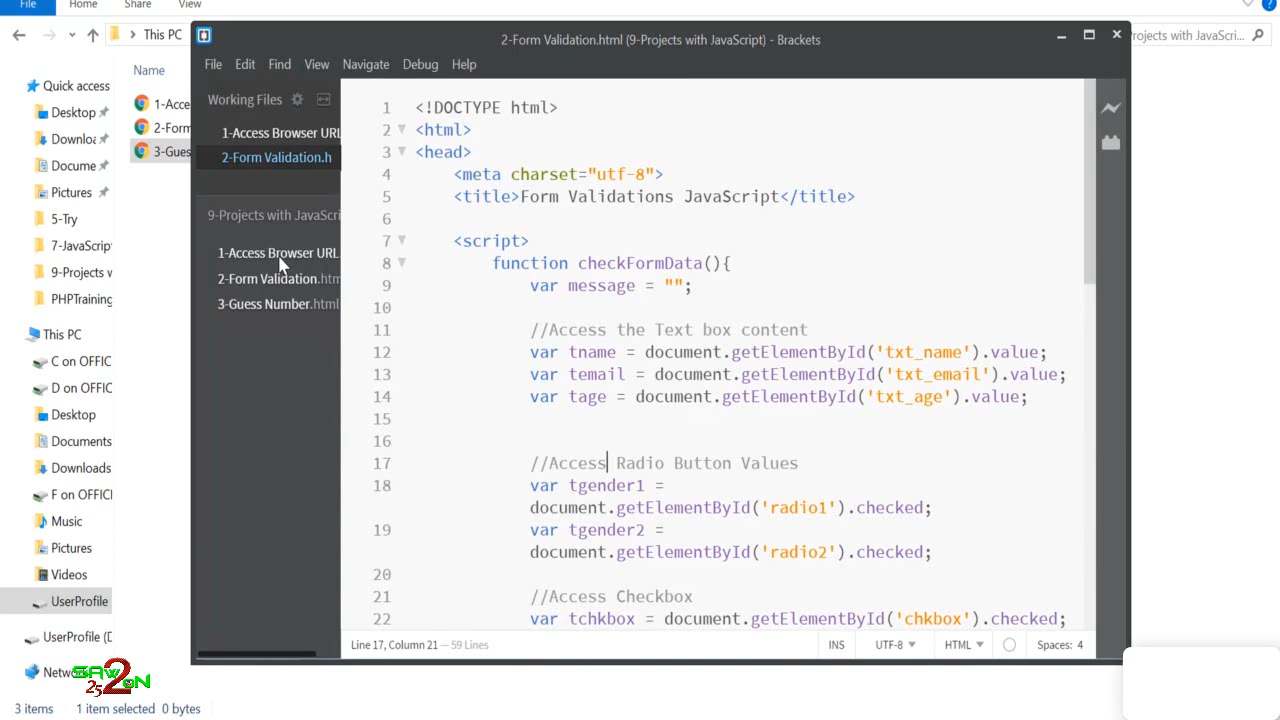 File
Home
Share
View
This PC
rojects with JavaScri...
Name
Quick access
Desktop
Downloa
Docume
Pictures
5-Try
7-JavaScript
9-Projects w
PHPTraining
This PC
C on OFFIC
D on OFFIC
Desktop
Documents
Downloads
F on OFFIC
Music
Pictures
Videos
UserProfile
UserProfile (D
Netwo
1-Acce
2-Form
3-Gues
3 items
1 item selected 0 bytes
2-Form Validation.html (9-Projects with JavaScript) - Brackets
File Edit Find View Navigate Debug Help
Working Files
1-Access Browser URL
2-Form Validation.h
9-Projects with JavaScri
1-Access Browser URL.
2-Form Validation.htm
3-Guess Number.html
1 <!DOCTYPE html>
2 <html>
3 <head>
4 <meta charset="utf-8">
5 <title>Form Validations JavaScript</title>
6
7 <script>
8 function checkFormData(){
9 var message = "";
10
11 //Access the Text box content
12 var tname = document.getElementById('txt_name').value;
13 var temail = document.getElementById('txt_email').value;
14 var tage = document.getElementById('txt_age').value;
15
16
17 //Access Radio Button Values
18 var tgender1 =
document.getElementById('radio1').checked;
19 var tgender2 =
document.getElementById('radio2').checked;
20
21 //Access Checkbox
22 var tchkbox = document.getElementById('chkbox').checked;
Line 17, Column 21 — 59 Lines
INS
UTF-8
HTML
Spaces: 4